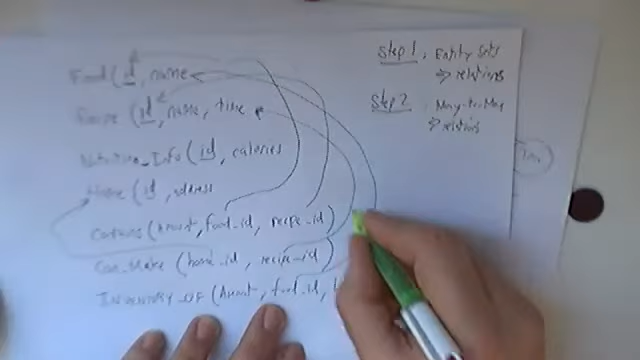 Food (id, name
Recipe (id, name, time
Nutrition_Info (id, calories
Home (id, address
Contains (Amount, food_id, recipe_id)
Can_Make (home_id, recipe_id)
INVENTORY_OF (Amount, food_id,
Step 1. Entity Sets
⇒ relations
Step 2. Many-to-Many
⇒ relations